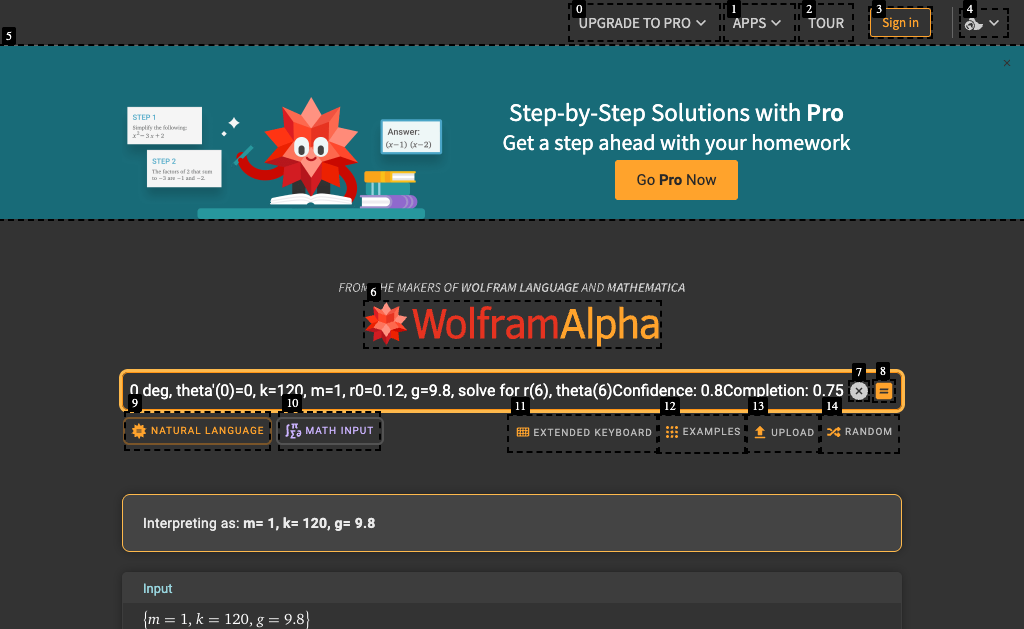 UPGRADE TO PRO
APPS
TOUR
Sign in
0
1
2
3
4
5
×
STEP 1
Simplify the following:
x² − 3 x + 2
STEP 2
The factors of 2 that sum
to −3 are −1 and −2.
Answer:
(x−1) (x−2)
Step-by-Step Solutions with Pro
Get a step ahead with your homework
Go Pro Now
FROM THE MAKERS OF WOLFRAM LANGUAGE AND MATHEMATICA
6
WolframAlpha
0 deg, theta'(0)=0, k=120, m=1, r0=0.12, g=9.8, solve for r(6), theta(6)Confidence: 0.8Completion: 0.75
7
8
9
10
11
12
13
14
NATURAL LANGUAGE
MATH INPUT
EXTENDED KEYBOARD
EXAMPLES
UPLOAD
RANDOM
Interpreting as: m= 1, k= 120, g= 9.8
Input
{m = 1, k = 120, g = 9.8}